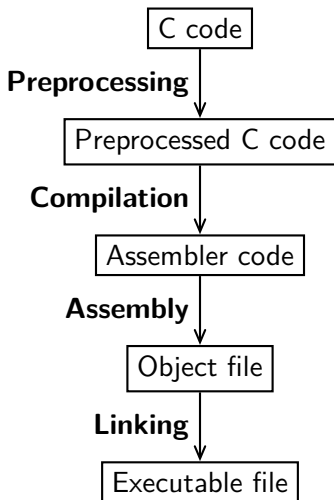 C code
Preprocessing
Preprocessed C code
Compilation
Assembler code
Assembly
Object file
Linking
Executable file